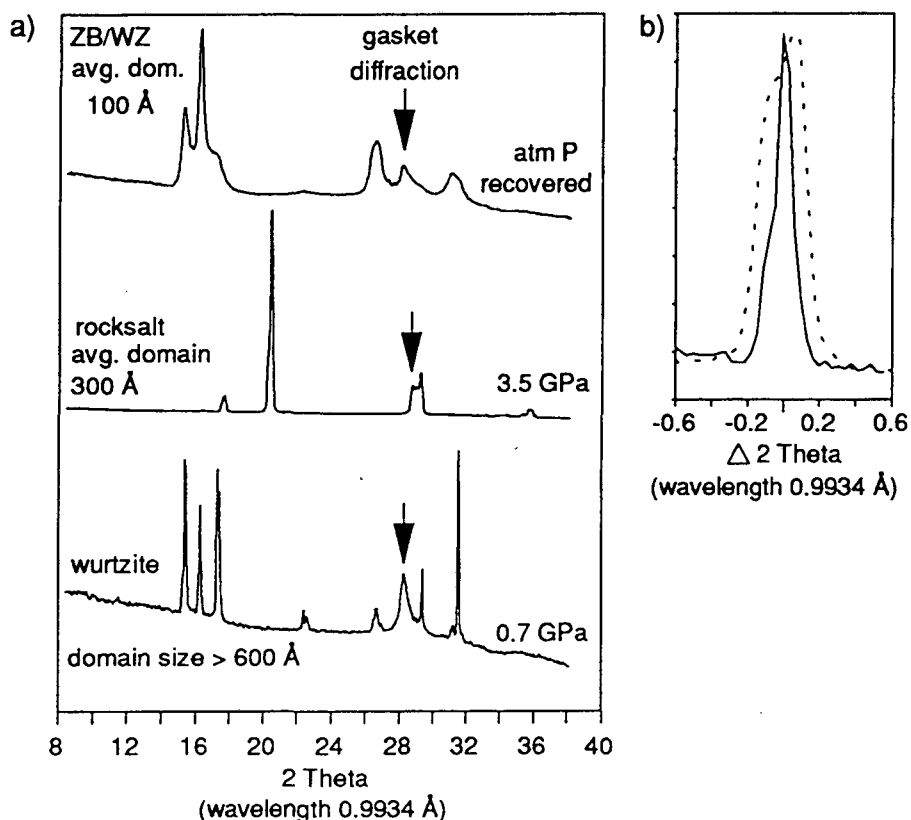 a)
ZB/WZ
avg. dom.
100 Å
gasket
diffraction
atm P
recovered
rocksalt
avg. domain
300 Å
3.5 GPa
wurtzite
0.7 GPa
domain size > 600 Å
8 12 16 20 24 28 32 36 40
2 Theta
(wavelength 0.9934 Å)
b)
-0.6 -0.2 0.2 0.6
△ 2 Theta
(wavelength 0.9934 Å)